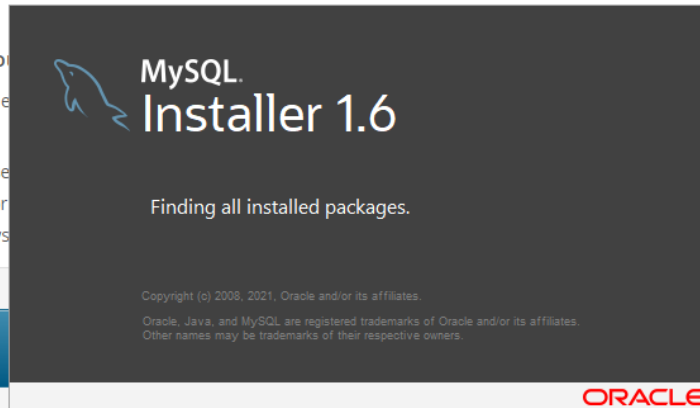 MySQL.
Installer 1.6
Finding all installed packages.
Copyright (c) 2008, 2021, Oracle and/or its affiliates.
Oracle, Java, and MySQL are registered trademarks of Oracle and/or its affiliates.
Other names may be trademarks of their respective owners.
ORACLE